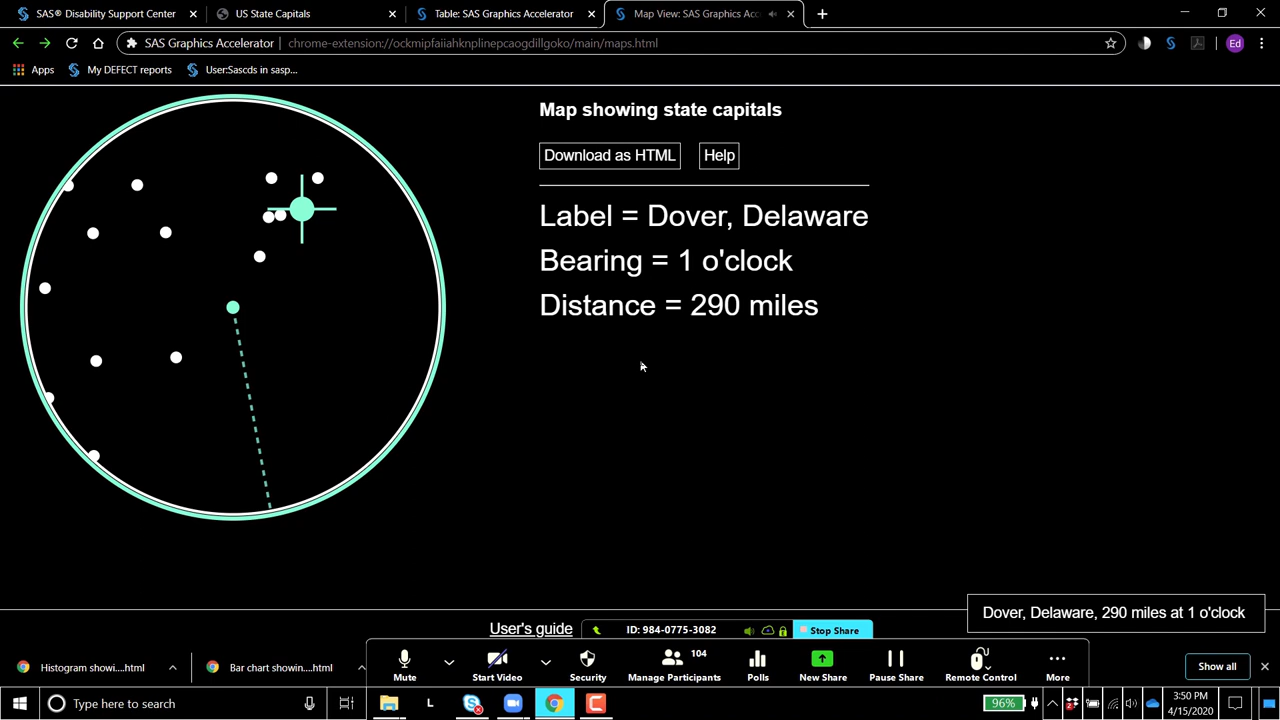 SAS® Disability Support Center
US State Capitals
Table: SAS Graphics Accelerator
Map View: SAS Graphics Acc
SAS Graphics Accelerator
chrome-extension://ockmipfaiiahknplinepcaogdillgoko/main/maps.html
Ed
Apps
My DEFECT reports
User:Sascds in sasp...
Map showing state capitals
Download as HTML
Help
Label = Dover, Delaware
Bearing = 1 o'clock
Distance = 290 miles
Dover, Delaware, 290 miles at 1 o'clock
User's guide
ID: 984-0775-3082
Stop Share
Histogram showi....html
Bar chart showin....html
Mute
Start Video
Security
104
Manage Participants
Polls
New Share
Pause Share
Remote Control
More
Show all
Type here to search
L
96%
3:50 PM
4/15/2020